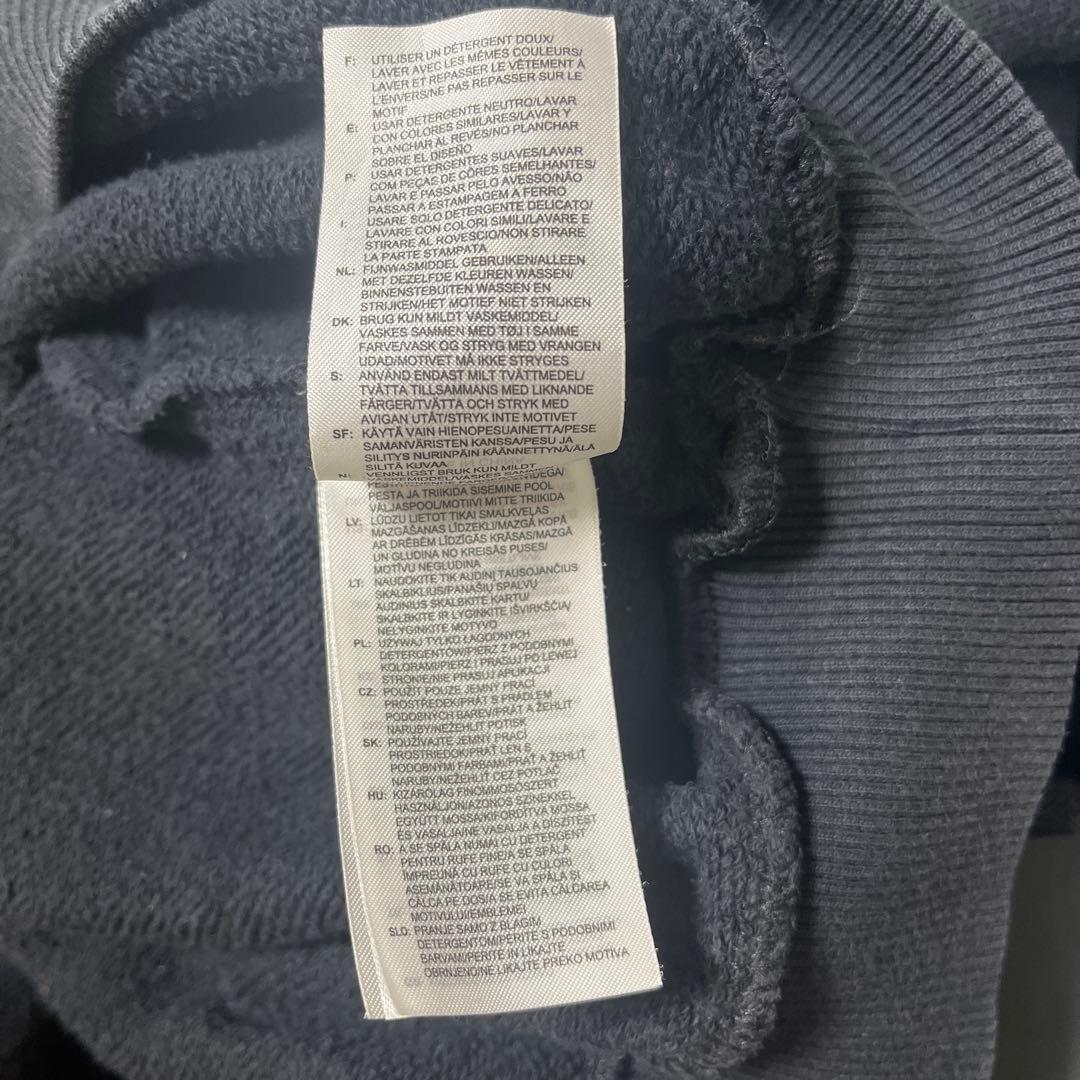 F: UTILISER UN DÉTERGENT DOUX/
LAVER AVEC LES MÊMES COULEURS/
LAVER ET REPASSER LE VÊTEMENT À
L'ENVERS/NE PAS REPASSER SUR LE
MOTIF
E: USAR DETERGENTE NEUTRO/LAVAR
CON COLORES SIMILARES/LAVAR Y
PLANCHAR AL REVÉS/NO PLANCHAR
SOBRE EL DISEÑO
P: USAR DETERGENTES SUAVES/LAVAR
COM PEÇAS DE CÔRES SEMELHANTES/
LAVAR E PASSAR PELO AVESSO/NÃO
PASSAR A ESTAMPAGEM A FERRO
I: USARE SOLO DETERGENTE DELICATO/
LAVARE CON COLORI SIMILI/LAVARE E
STIRARE AL ROVESCIO/NON STIRARE
LA PARTE STAMPATA
NL: FIJNWASMIDDEL GEBRUIKEN/ALLEEN
MET DEZELFDE KLEUREN WASSEN/
BINNENSTEBUITEN WASSEN EN
STRIJKEN/HET MOTIEF NIET STRIJKEN
DK: BRUG KUN MILDT VASKEMIDDEL/
VASKES SAMMEN MED TØJ I SAMME
FARVE/VASK OG STRYG MED VRANGEN
UDAD/MOTIVET MÅ IKKE STRYGES
S: ANVÄND ENDAST MILT TVÄTTMEDEL/
TVÄTTA TILLSAMMANS MED LIKNANDE
FÄRGER/TVÄTTA OCH STRYK MED
AVIGAN UTÅT/STRYK INTE MOTIVET
SF: KÄYTÄ VAIN HIENOPESUAINETTA/PESE
SAMANVÄRISTEN KANSSA/PESU JA
SILITYS NURINPÄIN KÄÄNNETTYNÄ/ÄLÄ
SILITÄ KUVAA
VENNLIGST BRUK KUN MILDT
PESTA JA TRIIKIDA SISEMINE POOL
VÄLJASPOOL/MOTIIVI MITTE TRIIKIDA
LV: LŪDZU LIETOT TIKAI SMALKVEĻAS
MAZGĀŠANAS LĪDZEKLI/MAZGĀ KOPĀ
AR DRĒBĒM LĪDZĪGĀS KRĀSAS/MAZGĀ
UN GLUDINA NO KREISĀS PUSES/
MOTĪVU NEGLUDINA
LT: NAUDOKITE TIK AUDINĮ TAUSOJANČIUS
SKALBIKLIUS/PANAŠIŲ SPALVŲ
AUDINIUS SKALBKITE KARTU/
SKALBKITE IR LYGINKITE IŠVIRKŠČIĄ/
NELYGINKITE MOTYVO
PL: UŻYWAJ TYLKO ŁAGODNYCH
DETERGENTÓW/PIERZ Z PODOBNYMI
KOLORAMI/PIERZ I PRASUJ PO LEWEJ
STRONIE/NIE PRASUJ APLIKACJI
CZ: POUŽÍT POUZE JEMNÝ PRACÍ
PROSTŘEDEK/PRÁT S PRÁDLEM
PODOBNÝCH BAREV/PRÁT A ŽEHLIT
NARUBY/NEŽEHLIT POTISK
SK: POUŽÍVAJTE JEMNÝ PRACÍ
PROSTRIEDOK/PRAŤ LEN S
PODOBNÝMI FARBAMI/PRAŤ A ŽEHLIŤ
NARUBY/NEŽEHLIŤ CEZ POTLAČ
HU: KIZÁRÓLAG FINOMMOSÓSZERT
HASZNÁLJON/AZONOS SZÍNEKKEL
EGYÜTT MOSSA/KIFORDÍTVA MOSSA
ÉS VASALJA/NE VASALJA A DÍSZÍTÉST
RO: A SE SPĂLA NUMAI CU DETERGENT
PENTRU RUFE FINE/A SE SPĂLA
ÎMPREUNĂ CU RUFE CU CULORI
ASEMĂNĂTOARE/SE VA SPĂLA ȘI
CĂLCA PE DOS/A SE EVITA CĂLCAREA
MOTIVULUI/EMBLEMEI
SLO: PRANJE SAMO Z BLAGIM
DETERGENTOM/PERITE S PODOBNIMI
BARVAMI/PERITE IN LIKAJTE
OBRNJENO/NE LIKAJTE PREKO MOTIVA